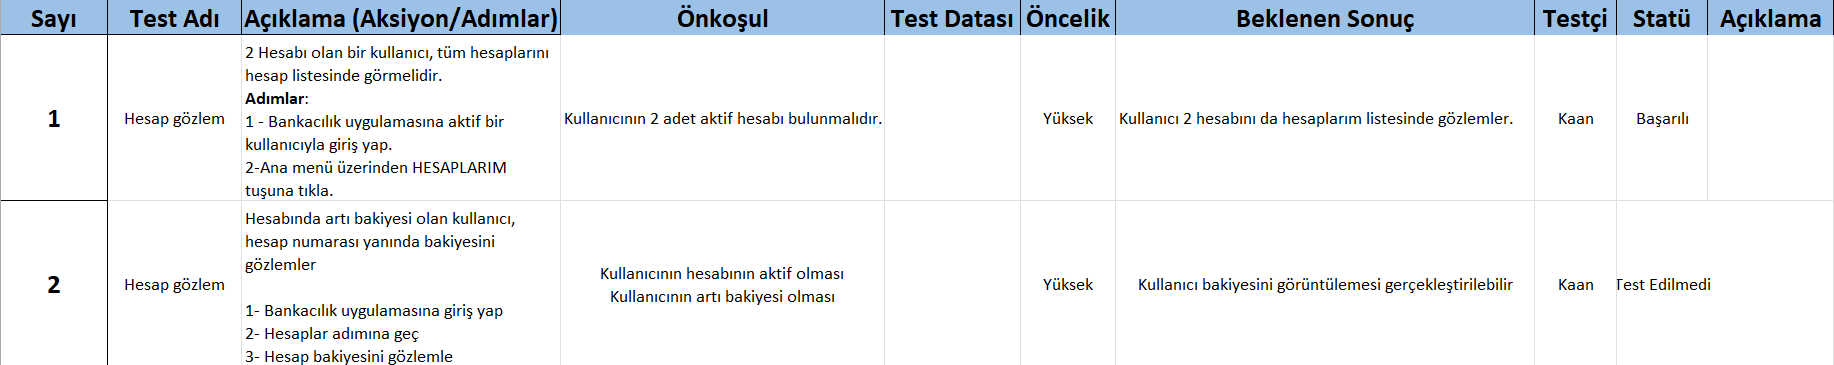 Sayı Test Adı Açıklama (Aksiyon/Adımlar) Önkoşul Test Datası Öncelik Beklenen Sonuç Testçi Statü Açıklama
1
Hesap gözlem
2 Hesabı olan bir kullanıcı, tüm hesaplarını
hesap listesinde görmelidir.
Adımlar:
1 - Bankacılık uygulamasına aktif bir
kullanıcıyla giriş yap.
2-Ana menü üzerinden HESAPLARIM
tuşuna tıkla.
Kullanıcının 2 adet aktif hesabı bulunmalıdır.
Yüksek
Kullanıcı 2 hesabını da hesaplarım listesinde gözlemler.
Kaan
Başarılı
2
Hesap gözlem
Hesabında artı bakiyesi olan kullanıcı,
hesap numarası yanında bakiyesini
gözlemler
1- Bankacılık uygulamasına giriş yap
2- Hesaplar adımına geç
3- Hesap bakiyesini gözlemle
Kullanıcının hesabının aktif olması
Kullanıcının artı bakiyesi olması
Yüksek
Kullanıcı bakiyesini görüntülemesi gerçekleştirilebilir
Kaan
Test Edilmedi